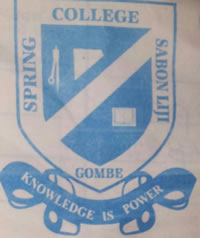 COLLEGE
SPRING
SABON LIJI
GOMBE
KNOWLEDGE IS POWER